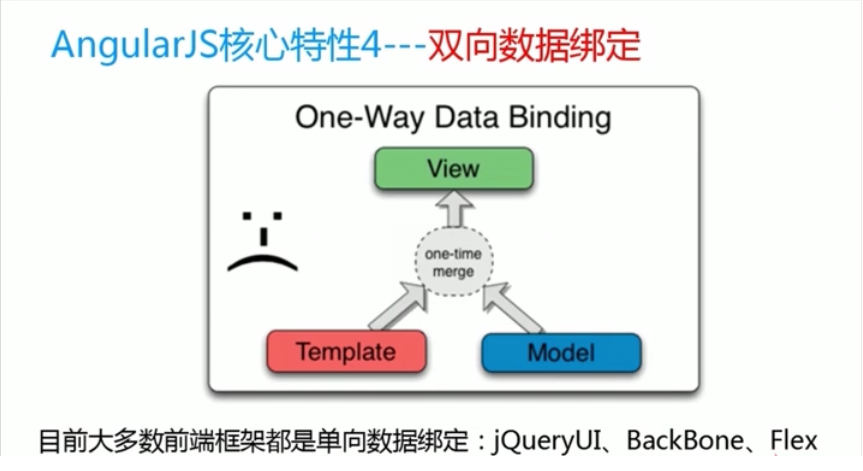 AngularJS核心特性4---双向数据绑定
One-Way Data Binding
View
one-time
merge
Template
Model
目前大多数前端框架都是单向数据绑定：jQueryUI、BackBone、Flex